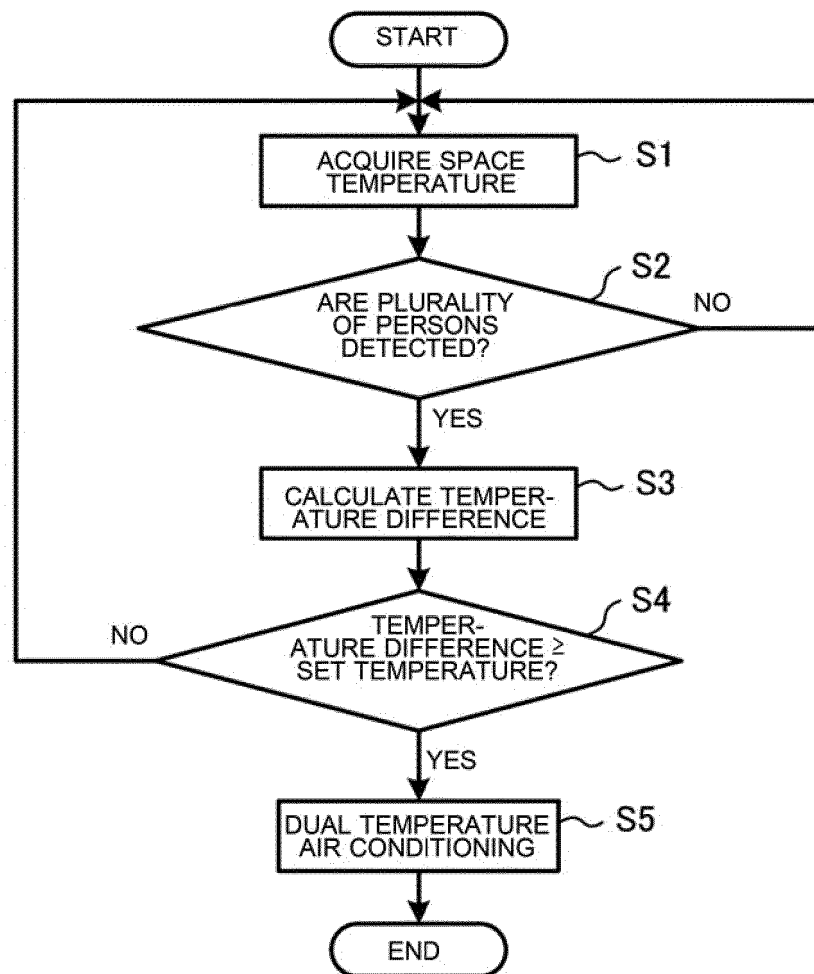 START
ACQUIRE SPACE
TEMPERATURE
S1
ARE PLURALITY
OF PERSONS
DETECTED?
S2
NO
YES
CALCULATE TEMPER-
ATURE DIFFERENCE
S3
TEMPER-
ATURE DIFFERENCE ≥
SET TEMPERATURE?
S4
NO
YES
DUAL TEMPERATURE
AIR CONDITIONING
S5
END